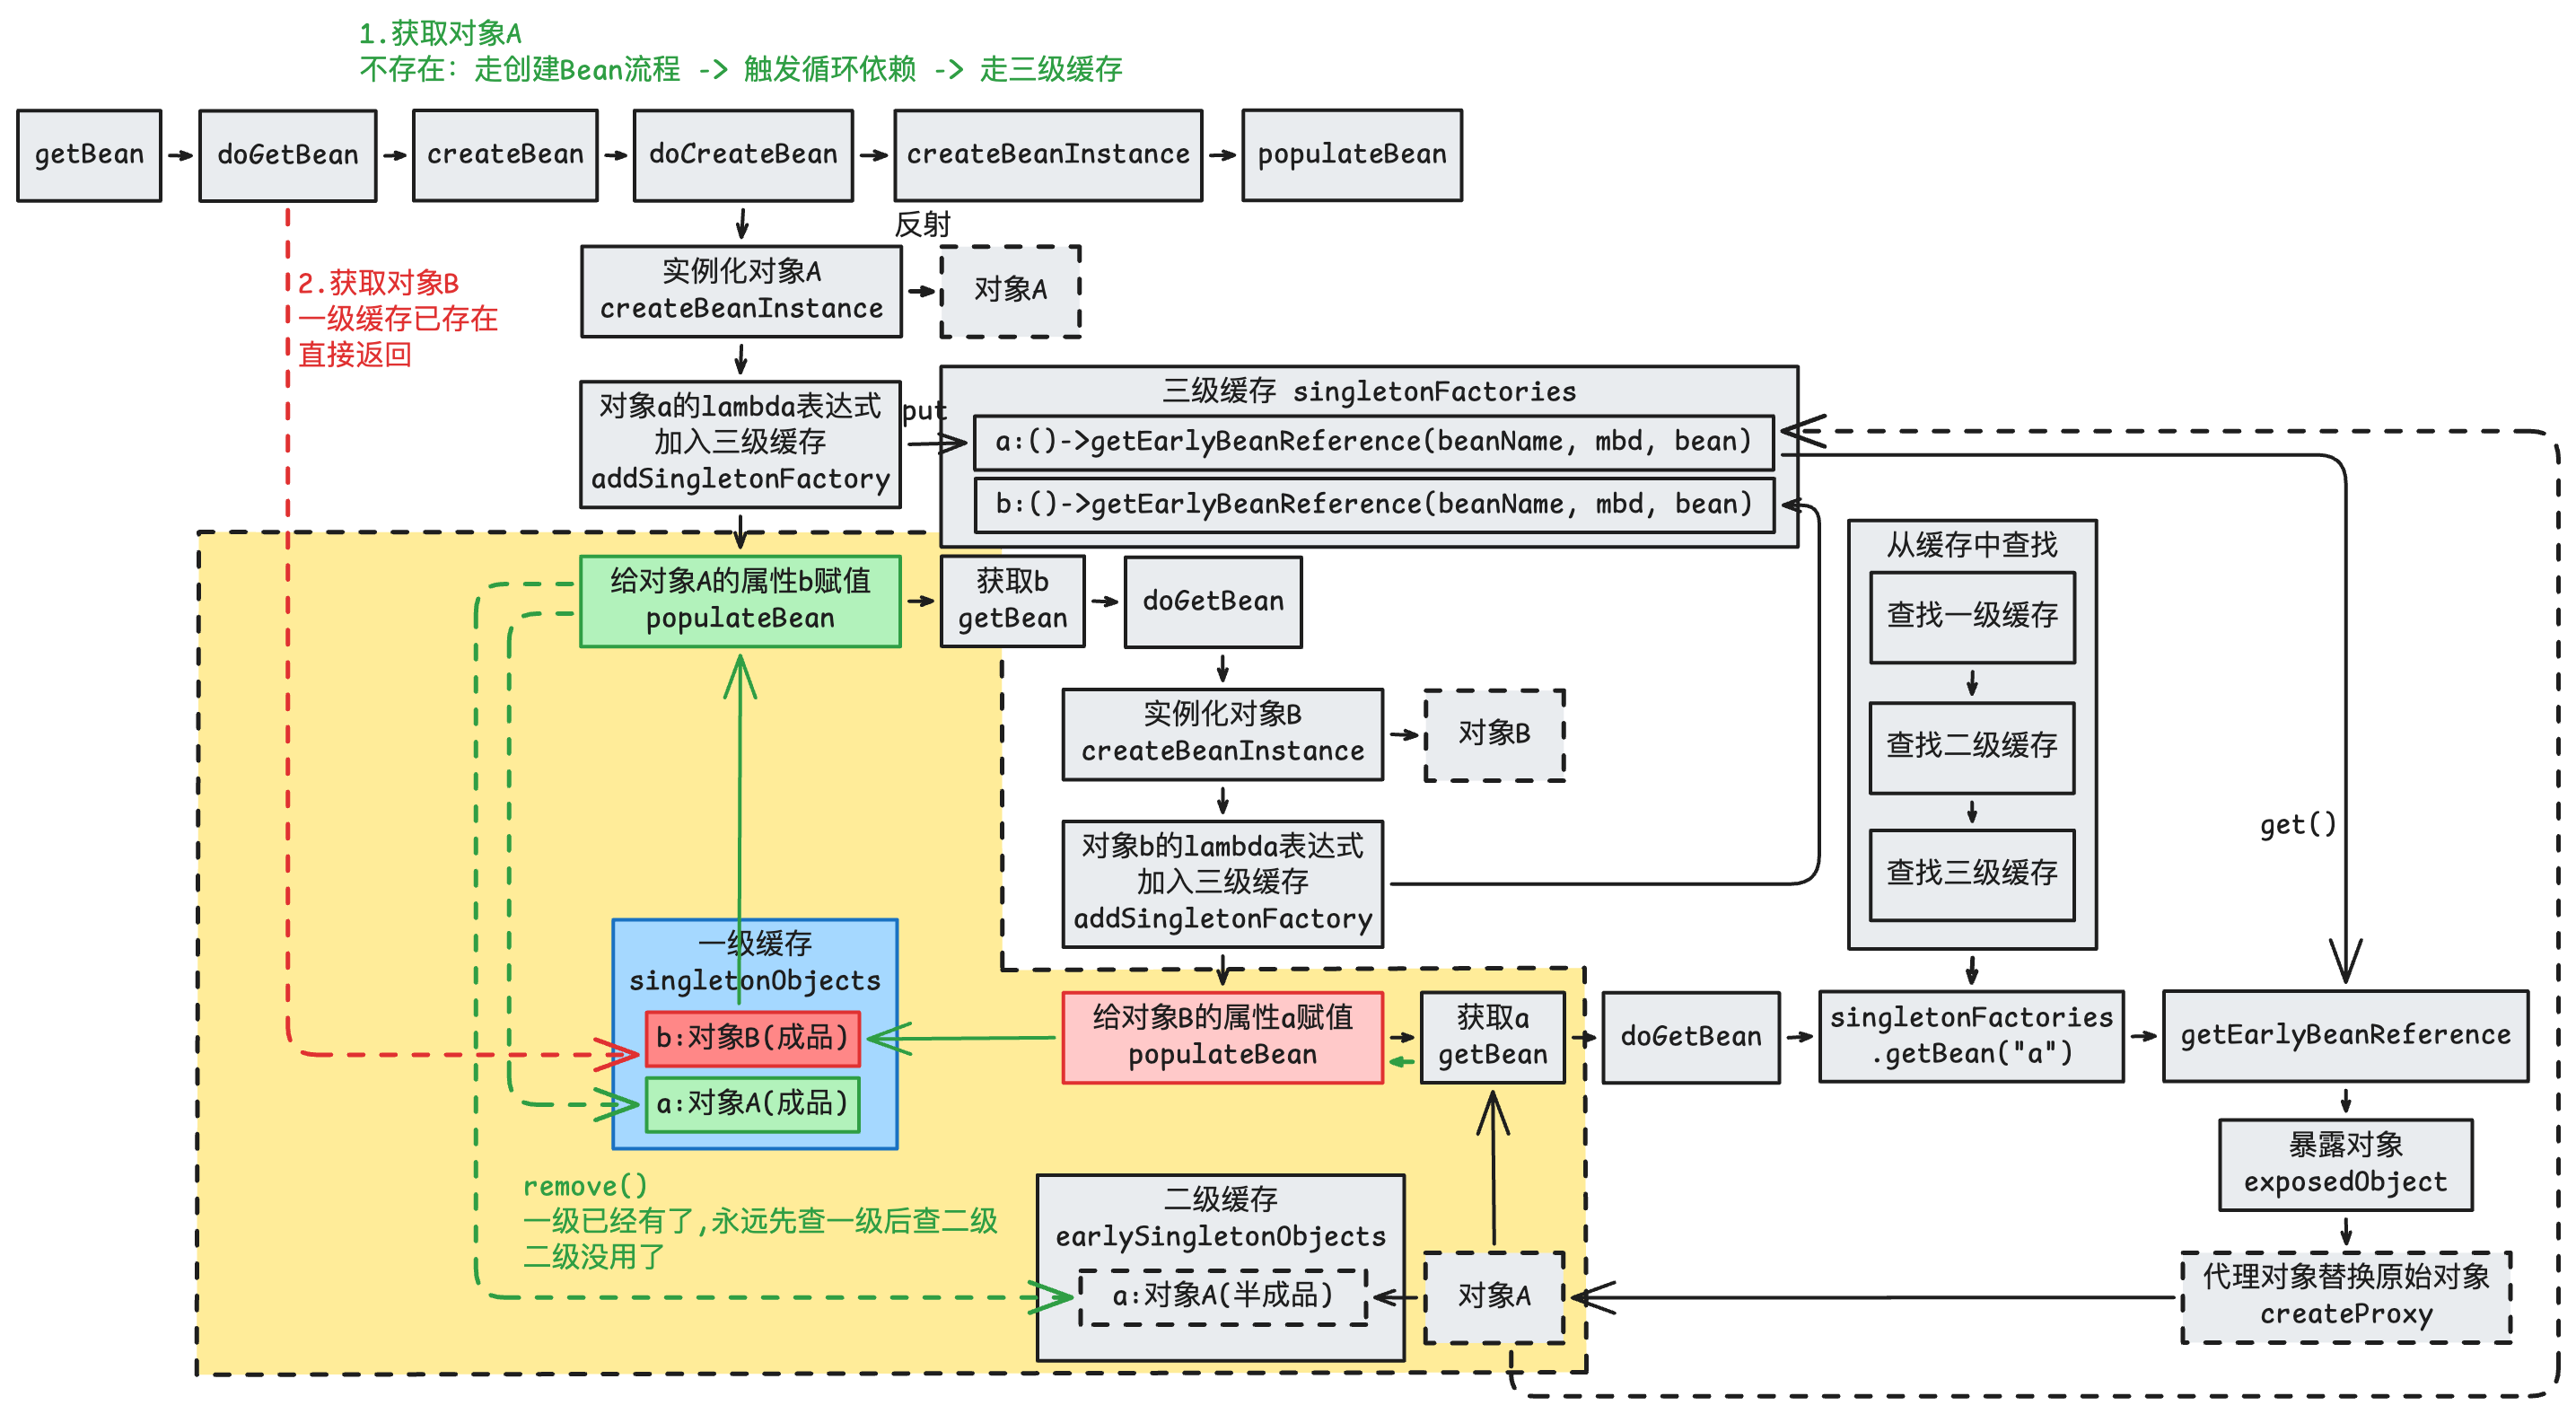 1.获取对象A
不存在：走创建Bean流程 -> 触发循环依赖 -> 走三级缓存
getBean
doGetBean
createBean
doCreateBean
createBeanInstance
populateBean
反射
2.获取对象B
一级缓存已存在
直接返回
实例化对象A
createBeanInstance
对象A
对象a的lambda表达式
加入三级缓存
addSingletonFactory
put
三级缓存 singletonFactories
a:()->getEarlyBeanReference(beanName, mbd, bean)
b:()->getEarlyBeanReference(beanName, mbd, bean)
给对象A的属性b赋值
populateBean
获取b
getBean
doGetBean
从缓存中查找
查找一级缓存
查找二级缓存
查找三级缓存
实例化对象B
createBeanInstance
对象B
对象b的lambda表达式
加入三级缓存
addSingletonFactory
get()
一级缓存
singletonObjects
b:对象B(成品)
a:对象A(成品)
给对象B的属性a赋值
populateBean
获取a
getBean
doGetBean
singletonFactories
.getBean("a")
getEarlyBeanReference
暴露对象
exposedObject
remove()
一级已经有了,永远先查一级后查二级
二级没用了
二级缓存
earlySingletonObjects
a:对象A(半成品)
对象A
代理对象替换原始对象
createProxy